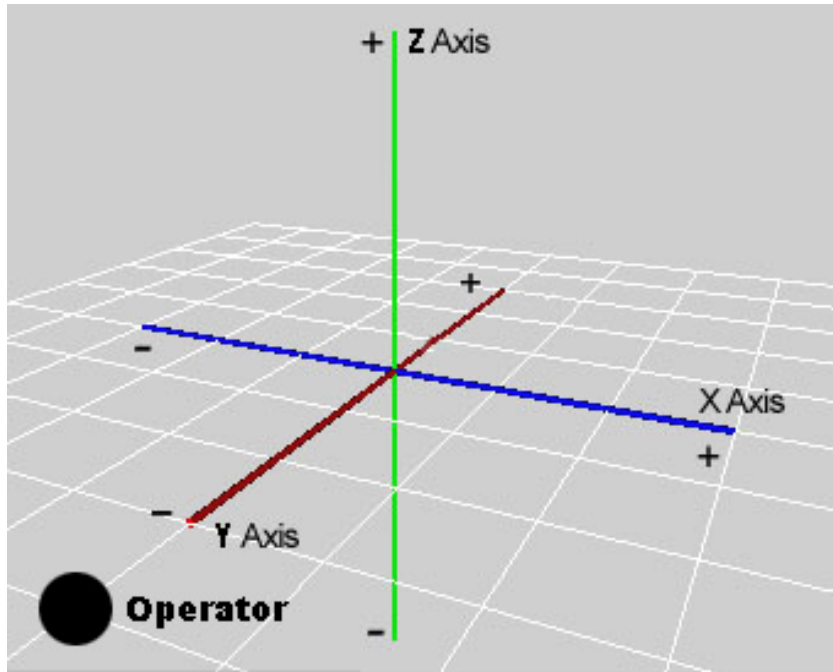 + Z Axis
+
-
X Axis
+
-
Y Axis
Operator
-